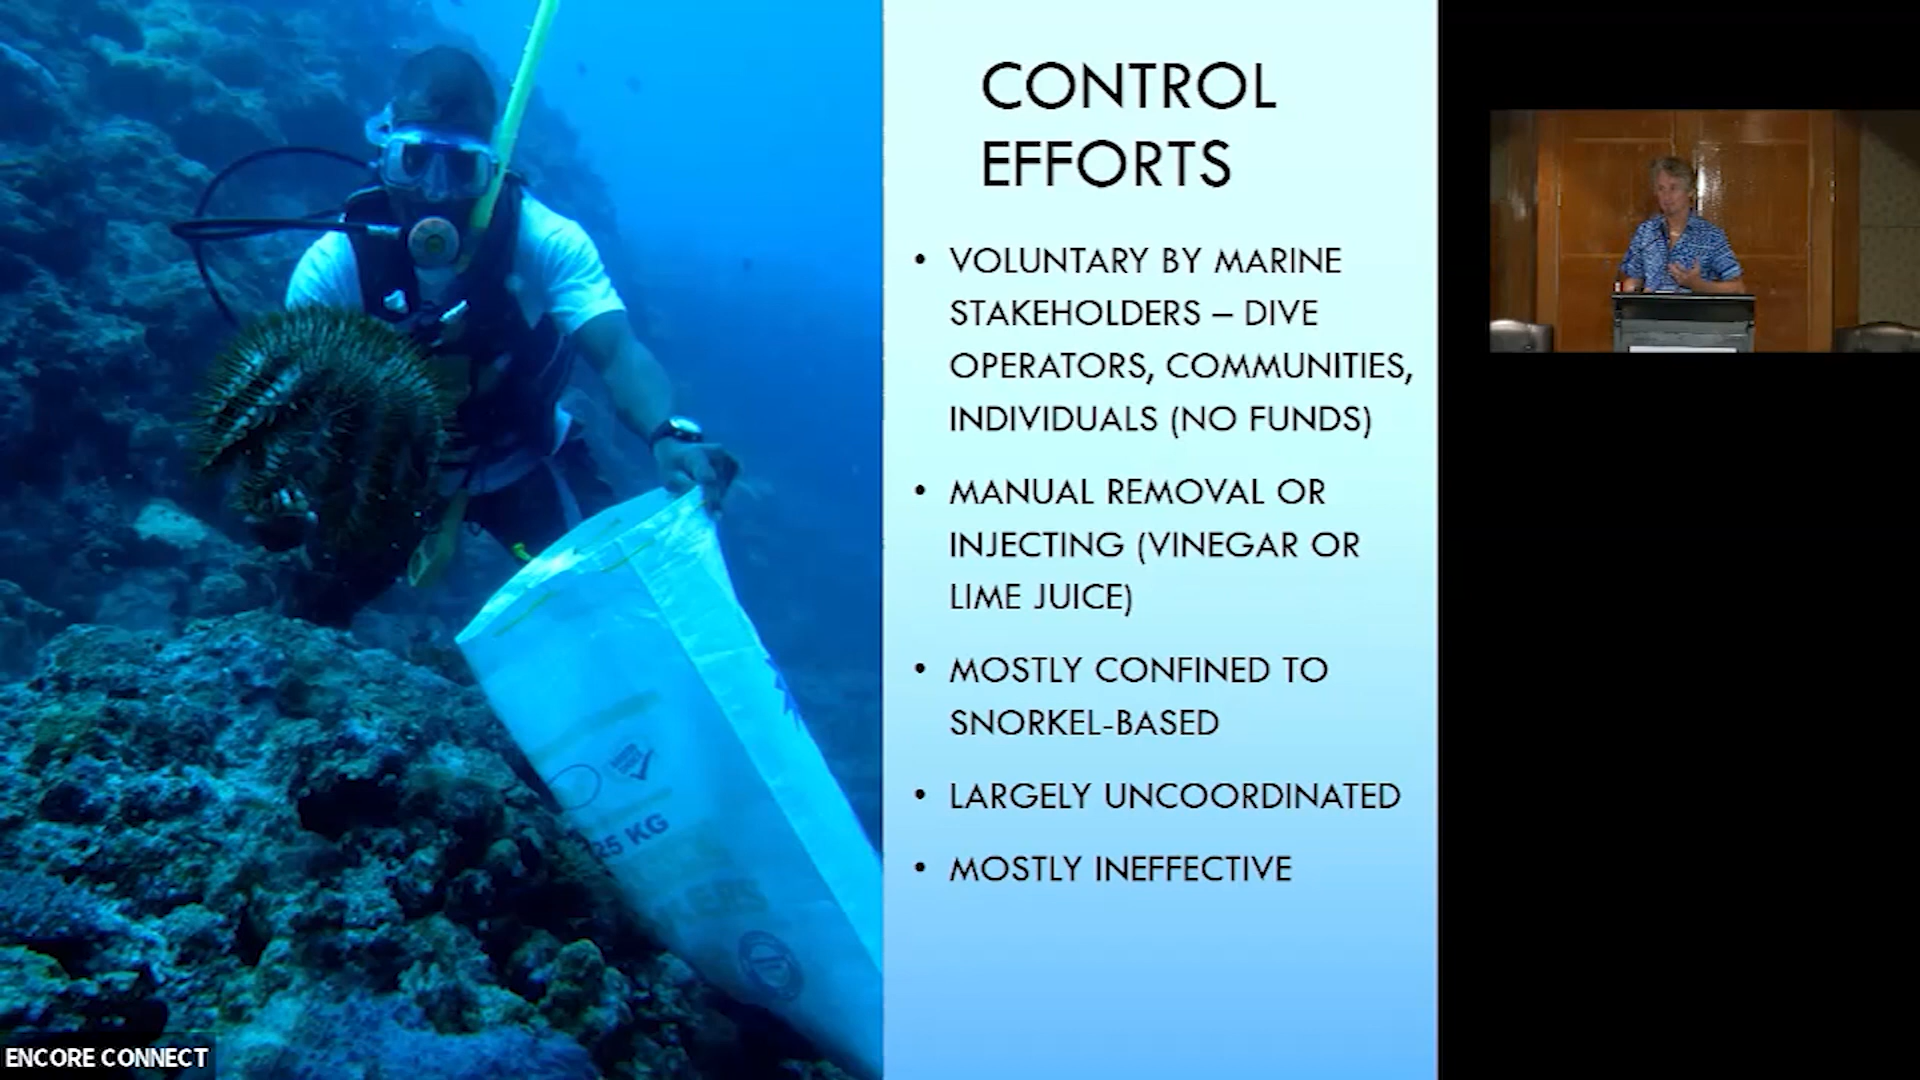 CONTROL
EFFORTS
• VOLUNTARY BY MARINE
STAKEHOLDERS – DIVE
OPERATORS, COMMUNITIES,
INDIVIDUALS (NO FUNDS)
• MANUAL REMOVAL OR
INJECTING (VINEGAR OR
LIME JUICE)
• MOSTLY CONFINED TO
SNORKEL-BASED
• LARGELY UNCOORDINATED
• MOSTLY INEFFECTIVE
25 KG
ENCORE CONNECT